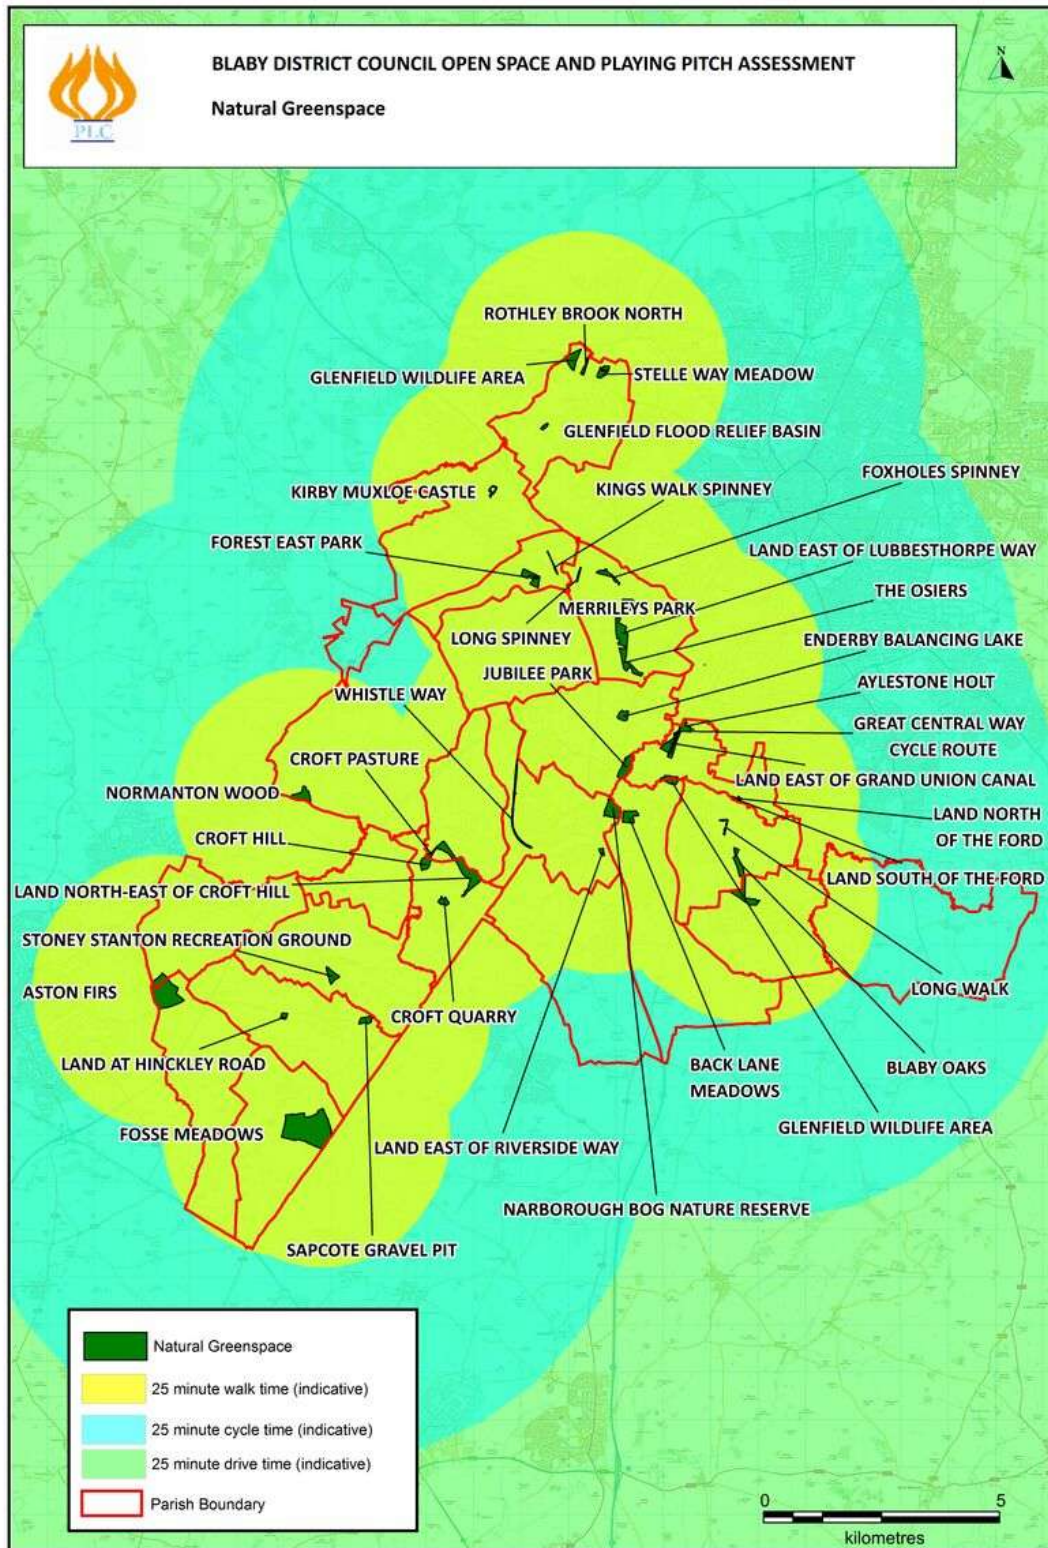 BLABY DISTRICT COUNCIL OPEN SPACE AND PLAYING PITCH ASSESSMENT
Natural Greenspace
PLC
N
ROTHLEY BROOK NORTH
GLENFIELD WILDLIFE AREA
STELLE WAY MEADOW
GLENFIELD FLOOD RELIEF BASIN
FOXHOLES SPINNEY
KIRBY MUXLOE CASTLE
KINGS WALK SPINNEY
FOREST EAST PARK
LAND EAST OF LUBBESTHORPE WAY
THE OSIERS
MERRILEYS PARK
LONG SPINNEY
ENDERBY BALANCING LAKE
JUBILEE PARK
AYLESTONE HOLT
WHISTLE WAY
GREAT CENTRAL WAY
CYCLE ROUTE
CROFT PASTURE
LAND EAST OF GRAND UNION CANAL
NORMANTON WOOD
LAND NORTH
OF THE FORD
CROFT HILL
LAND SOUTH OF THE FORD
LAND NORTH-EAST OF CROFT HILL
STONEY STANTON RECREATION GROUND
ASTON FIRS
LONG WALK
CROFT QUARRY
LAND AT HINCKLEY ROAD
BACK LANE
MEADOWS
BLABY OAKS
FOSSE MEADOWS
GLENFIELD WILDLIFE AREA
LAND EAST OF RIVERSIDE WAY
NARBOROUGH BOG NATURE RESERVE
SAPCOTE GRAVEL PIT
Natural Greenspace
25 minute walk time (indicative)
25 minute cycle time (indicative)
25 minute drive time (indicative)
Parish Boundary
0 5
kilometres